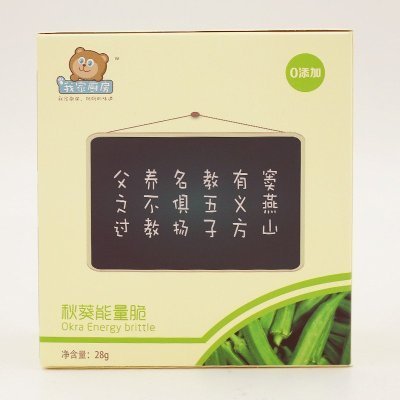 我家厨房
TM
0添加
窦燕山
有义方
教五子
名俱扬
养不教
父之过
秋葵能量脆
Okra Energy brittle
净含量：28g